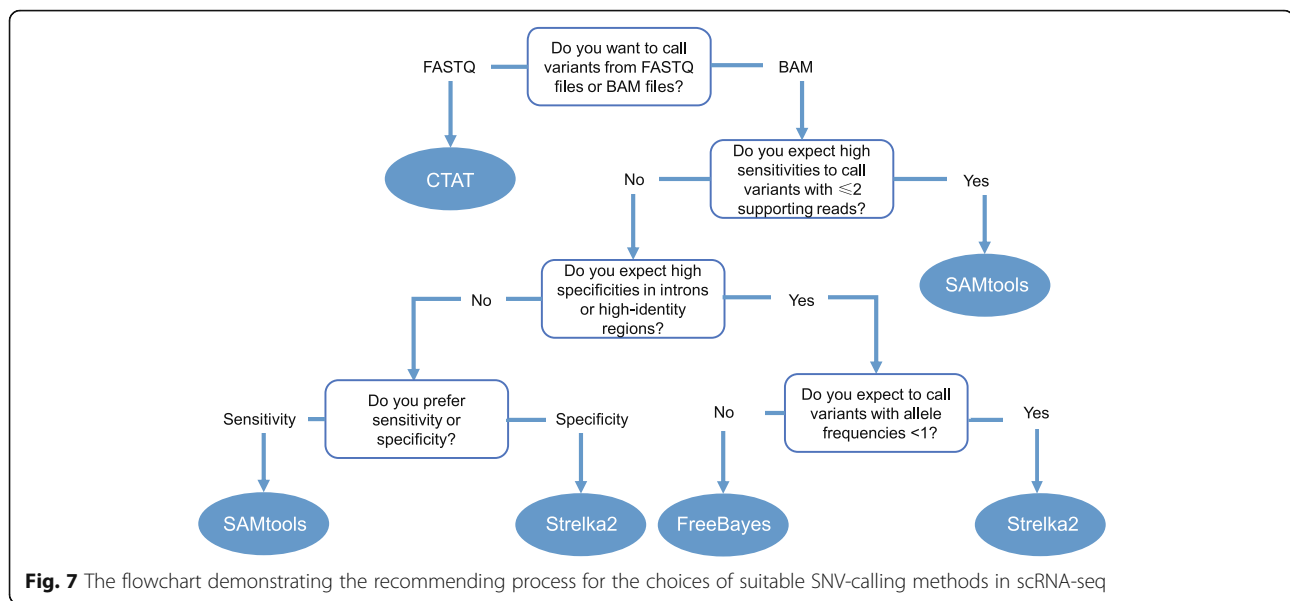 Do you want to call
variants from FASTQ
files or BAM files?
FASTQ
BAM
CTAT
Do you expect high
sensitivities to call
variants with ⩽2
supporting reads?
No
Yes
SAMtools
Do you expect high
specificities in introns
or high-identity
regions?
No
Yes
Do you prefer
sensitivity or
specificity?
Sensitivity
Specificity
Do you expect to call
variants with allele
frequencies <1?
No
Yes
SAMtools
Strelka2
FreeBayes
Strelka2
Fig. 7 The flowchart demonstrating the recommending process for the choices of suitable SNV-calling methods in scRNA-seq